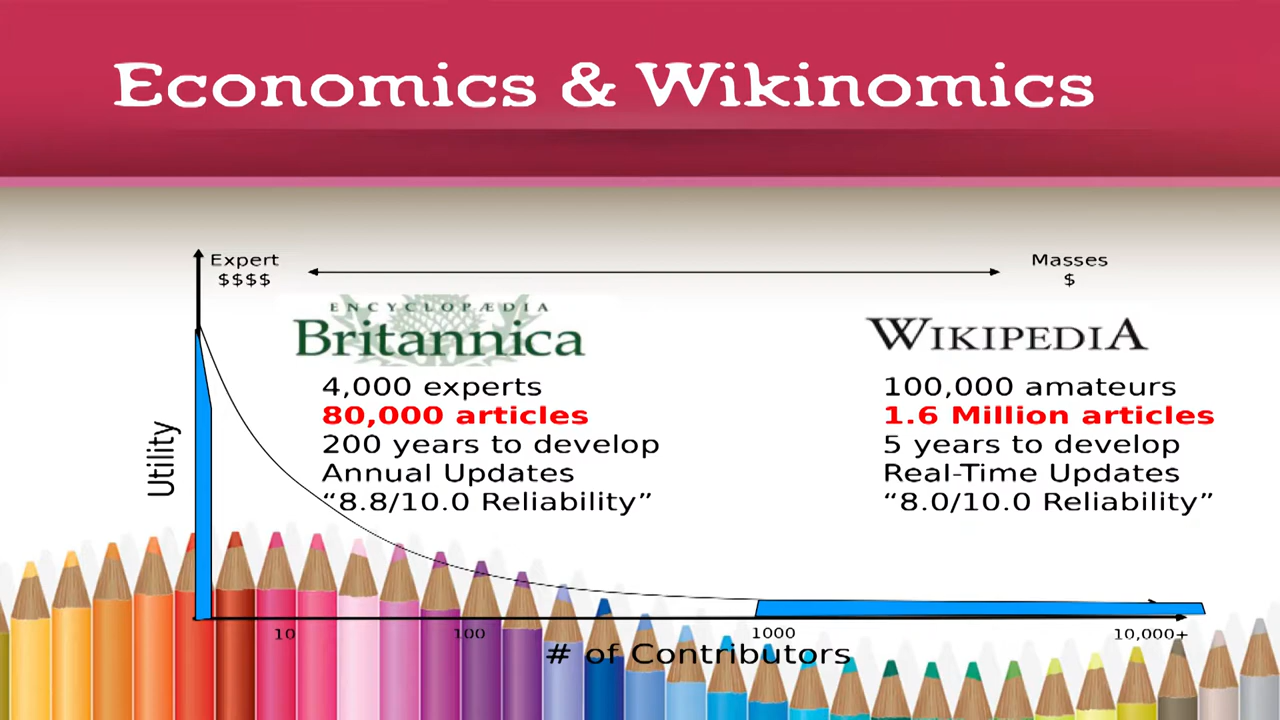 Economics & Wikinomics
Expert
$$$$
Masses
$
ENCYCLOPÆDIA
Britannica
4,000 experts
80,000 articles
200 years to develop
Annual Updates
“8.8/10.0 Reliability”
WIKIPEDIA
100,000 amateurs
1.6 Million articles
5 years to develop
Real-Time Updates
“8.0/10.0 Reliability”
Utility
10 100 1000 10,000+
# of Contributors